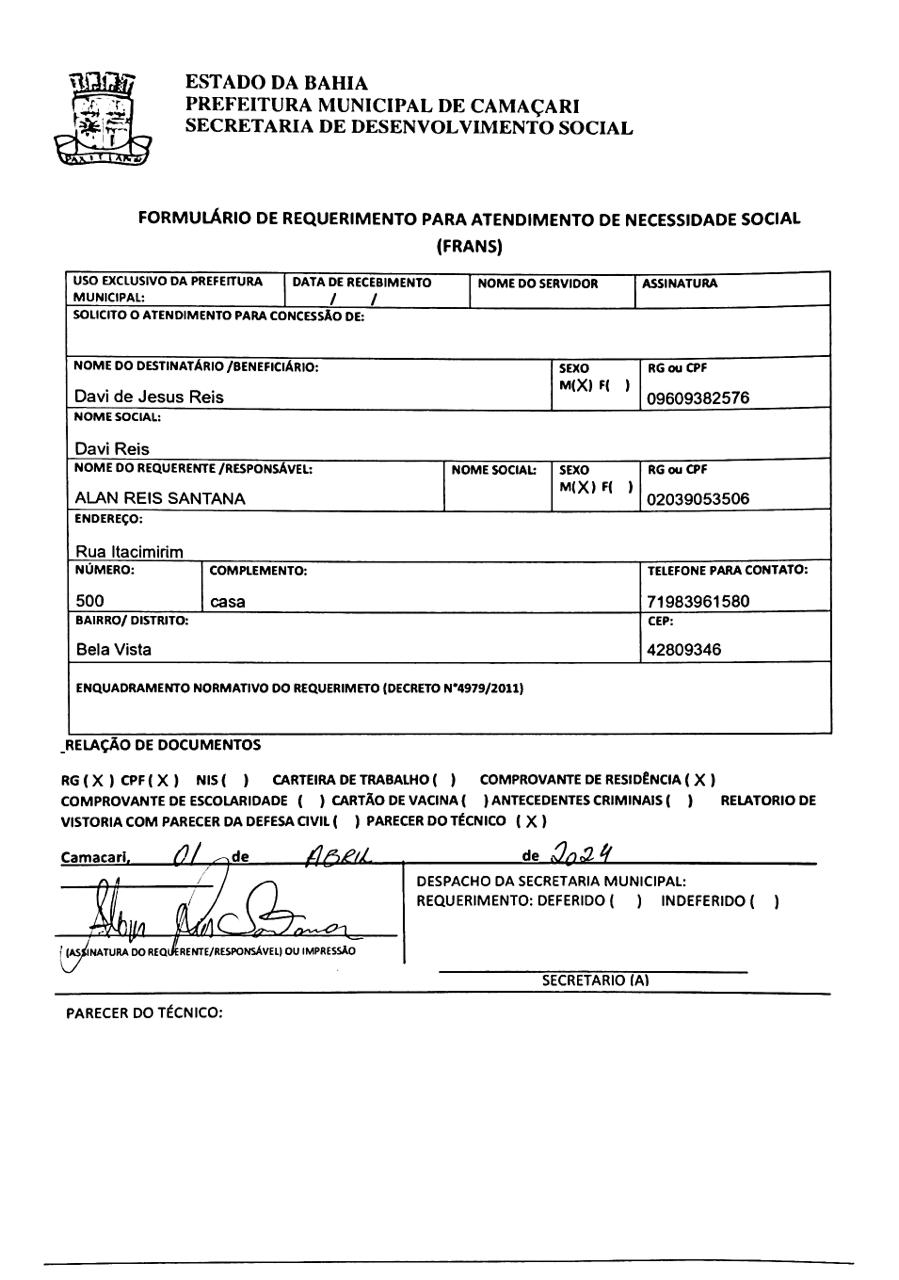 ESTADO DA BAHIA
PREFEITURA MUNICIPAL DE CAMAÇARI
SECRETARIA DE DESENVOLVIMENTO SOCIAL
FORMULÁRIO DE REQUERIMENTO PARA ATENDIMENTO DE NECESSIDADE SOCIAL
(FRANS)
USO EXCLUSIVO DA PREFEITURA MUNICIPAL:
DATA DE RECEBIMENTO
/ /
NOME DO SERVIDOR
ASSINATURA
SOLICITO O ATENDIMENTO PARA CONCESSÃO DE:
NOME DO DESTINATÁRIO /BENEFICIÁRIO:
Davi de Jesus Reis
SEXO
M(X) F( )
RG ou CPF
09609382576
NOME SOCIAL:
Davi Reis
NOME DO REQUERENTE /RESPONSÁVEL:
ALAN REIS SANTANA
NOME SOCIAL:
SEXO
M(X) F( )
RG ou CPF
02039053506
ENDEREÇO:
Rua Itacimirim
NÚMERO:
500
COMPLEMENTO:
casa
TELEFONE PARA CONTATO:
71983961580
BAIRRO/ DISTRITO:
Bela Vista
CEP:
42809346
ENQUADRAMENTO NORMATIVO DO REQUERIMETO (DECRETO N°4979/2011)
RELAÇÃO DE DOCUMENTOS
RG ( X ) CPF ( X ) NIS ( ) CARTEIRA DE TRABALHO ( ) COMPROVANTE DE RESIDÊNCIA ( X )
COMPROVANTE DE ESCOLARIDADE ( ) CARTÃO DE VACINA ( ) ANTECEDENTES CRIMINAIS ( ) RELATORIO DE
VISTORIA COM PARECER DA DEFESA CIVIL ( ) PARECER DO TÉCNICO ( X )
Camacari, 01 de ABRIL de 2024
Alan Reis Santana
(ASSINATURA DO REQUERENTE/RESPONSÁVEL) OU IMPRESSÃO
DESPACHO DA SECRETARIA MUNICIPAL:
REQUERIMENTO: DEFERIDO ( ) INDEFERIDO ( )
SECRETARIO (A)
PARECER DO TÉCNICO: